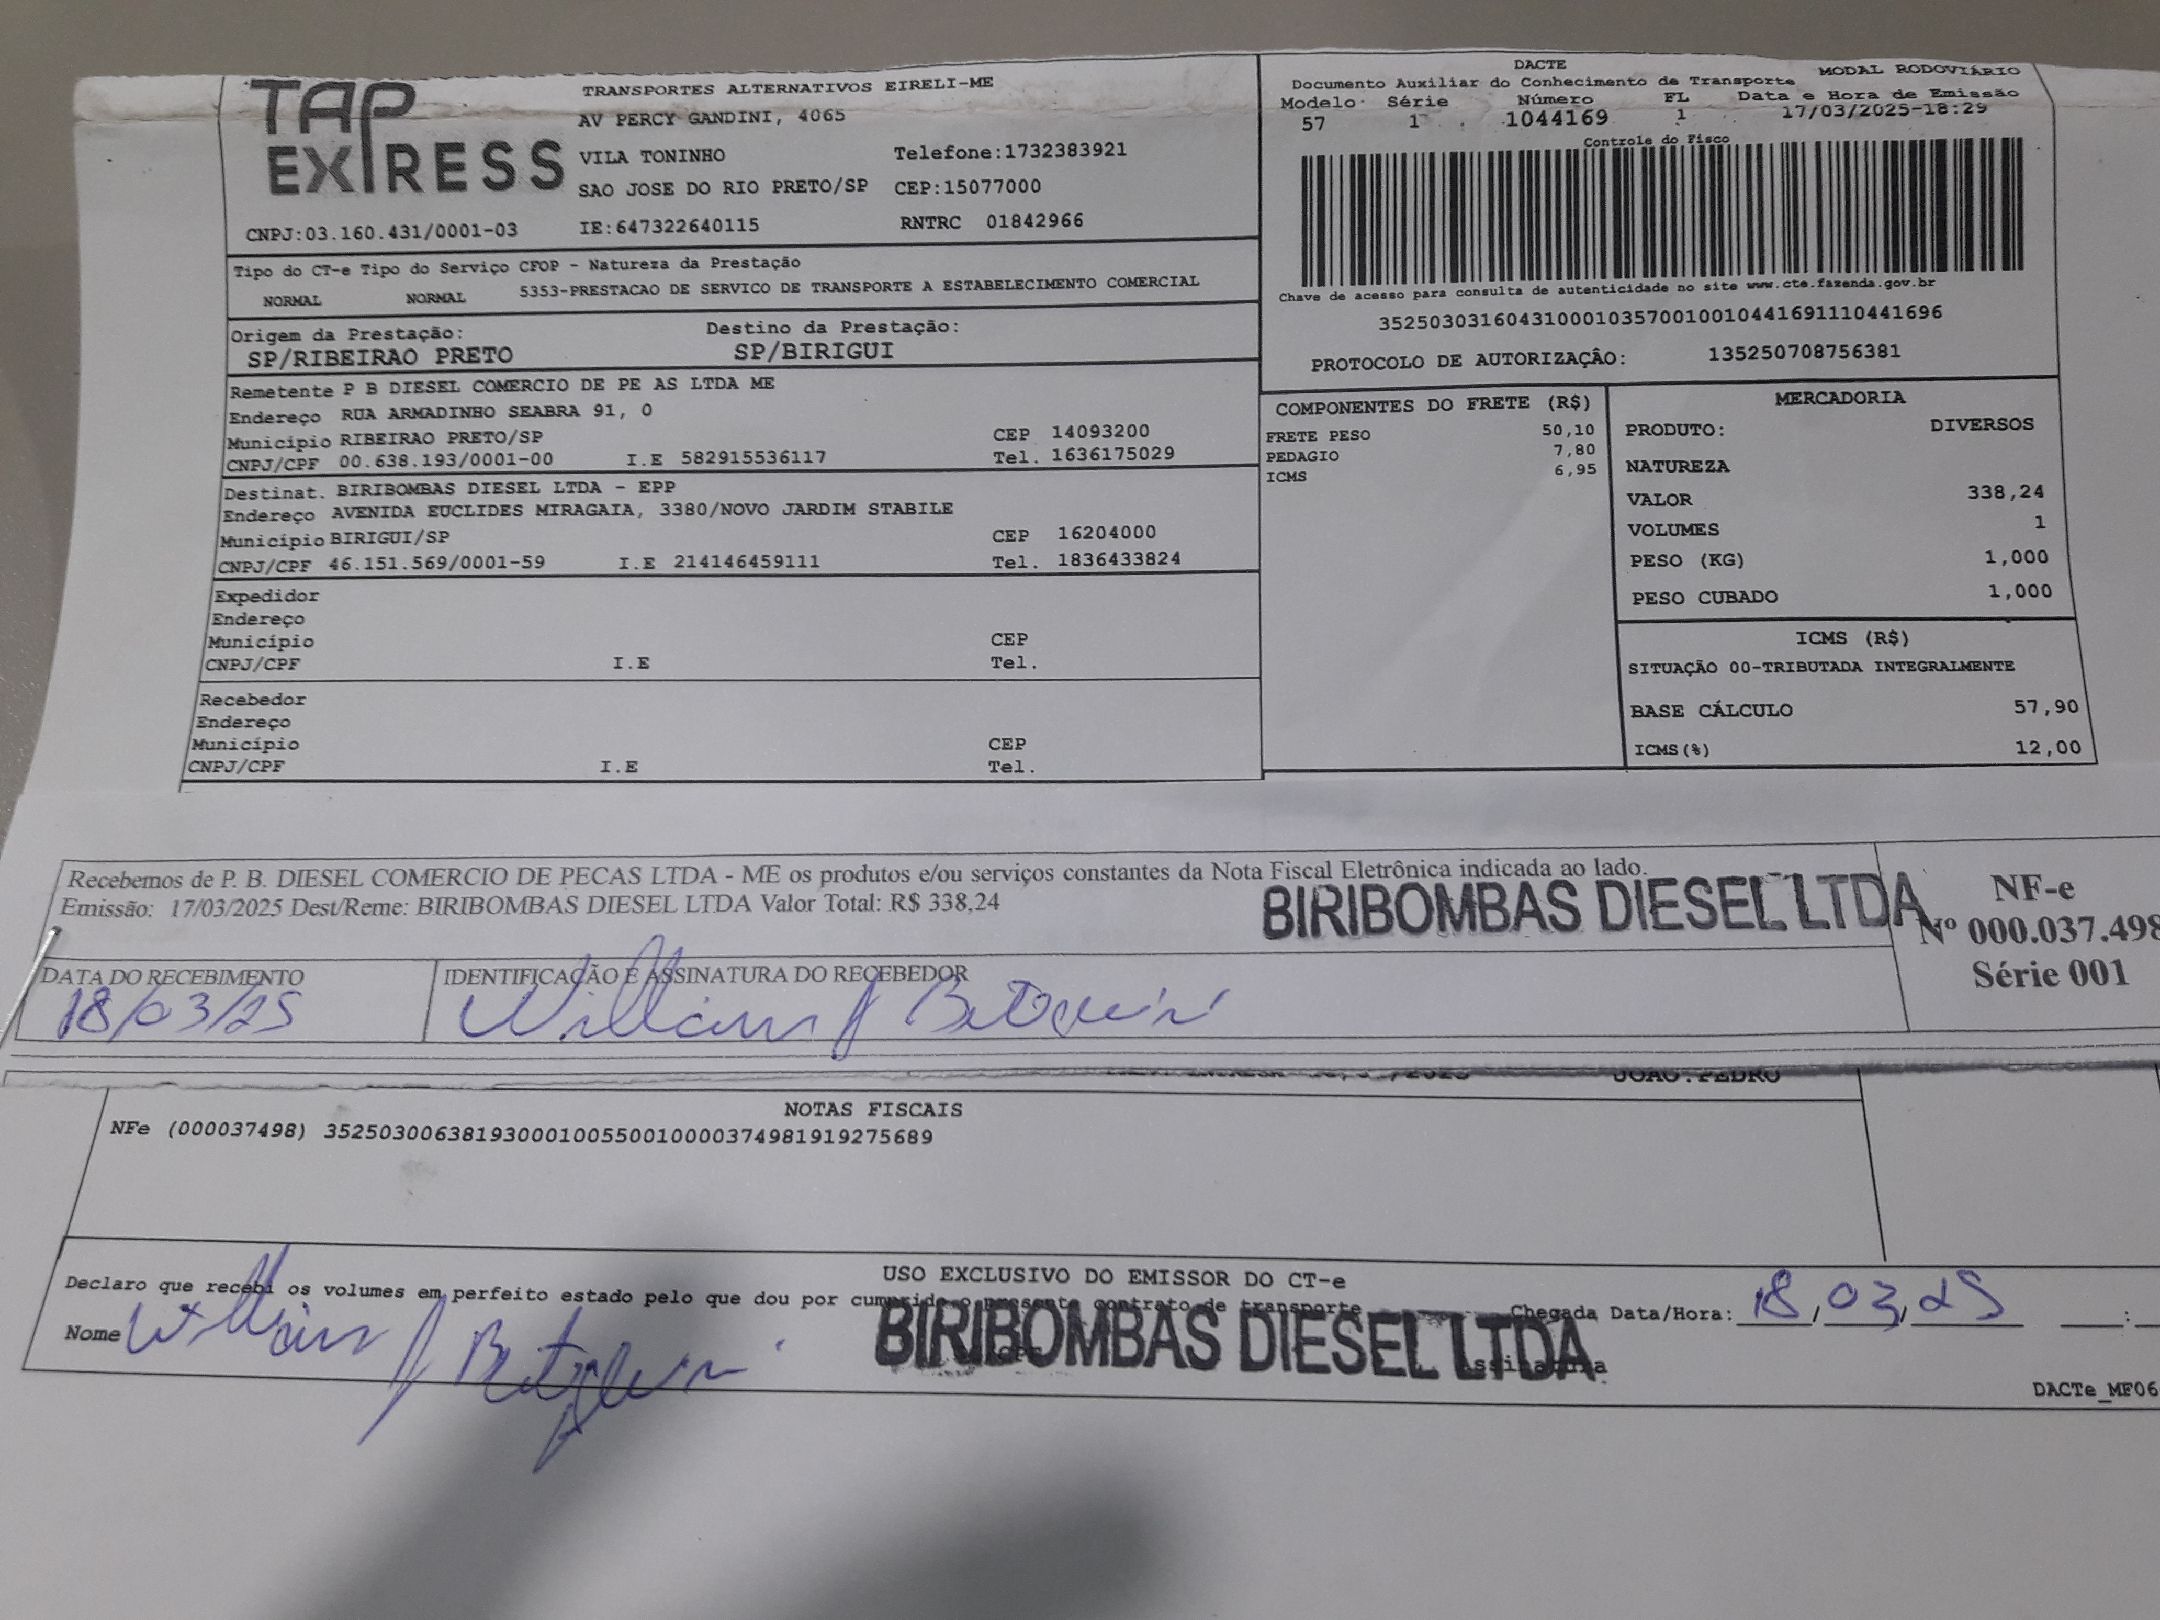 TAP
EXPRESS
TRANSPORTES ALTERNATIVOS EIRELI-ME
AV PERCY GANDINI, 4065
VILA TONINHO Telefone:1732383921
SAO JOSE DO RIO PRETO/SP CEP:15077000
CNPJ:03.160.431/0001-03 IE:647322640115 RNTRC 01842966
Tipo do CT-e Tipo do Serviço CFOP - Natureza da Prestação
NORMAL NORMAL 5353-PRESTACAO DE SERVICO DE TRANSPORTE A ESTABELECIMENTO COMERCIAL
Origem da Prestação: Destino da Prestação:
SP/RIBEIRAO PRETO SP/BIRIGUI
Remetente P B DIESEL COMERCIO DE PE AS LTDA ME
Endereço RUA ARMADINHO SEABRA 91, 0
Município RIBEIRAO PRETO/SP CEP 14093200
CNPJ/CPF 00.638.193/0001-00 I.E 582915536117 Tel. 1636175029
Destinat. BIRIBOMBAS DIESEL LTDA - EPP
Endereço AVENIDA EUCLIDES MIRAGAIA, 3380/NOVO JARDIM STABILE
Município BIRIGUI/SP CEP 16204000
CNPJ/CPF 46.151.569/0001-59 I.E 214146459111 Tel. 1836433824
Expedidor
Endereço
Município CEP
CNPJ/CPF I.E Tel.
Recebedor
Endereço
Município CEP
CNPJ/CPF I.E Tel.
DACTE
Documento Auxiliar do Conhecimento de Transporte MODAL RODOVIÁRIO
Modelo Série Número FL Data e Hora de Emissão
57 1 1044169 1 17/03/2025-18:29
Controle do Fisco
Chave de acesso para consulta de autenticidade no site www.cte.fazenda.gov.br
35250303160431000103570010010441691110441696
PROTOCOLO DE AUTORIZAÇÃO: 135250708756381
COMPONENTES DO FRETE (R$)
FRETE PESO 50,10
PEDAGIO 7,80
ICMS 6,95
MERCADORIA
PRODUTO: DIVERSOS
NATUREZA
VALOR 338,24
VOLUMES 1
PESO (KG) 1,000
PESO CUBADO 1,000
ICMS (R$)
SITUAÇÃO 00-TRIBUTADA INTEGRALMENTE
BASE CÁLCULO 57,90
ICMS(%) 12,00
Recebemos de P. B. DIESEL COMERCIO DE PECAS LTDA - ME os produtos e/ou serviços constantes da Nota Fiscal Eletrônica indicada ao lado.
Emissão: 17/03/2025 Dest/Reme: BIRIBOMBAS DIESEL LTDA Valor Total: R$ 338,24
BIRIBOMBAS DIESEL LTDA
NF-e
Nº 000.037.498
Série 001
DATA DO RECEBIMENTO IDENTIFICAÇÃO E ASSINATURA DO RECEBEDOR
18/03/25
JOAO.PEDRO
NOTAS FISCAIS
NFe (000037498) 35250300638193000100550010000374981919275689
USO EXCLUSIVO DO EMISSOR DO CT-e
Declaro que recebi os volumes em perfeito estado pelo que dou por cumprido o presente contrato de transporte
Nome
BIRIBOMBAS DIESEL LTDA
Chegada Data/Hora: 18/03/25 :
Assinatura
DACTe_MF06